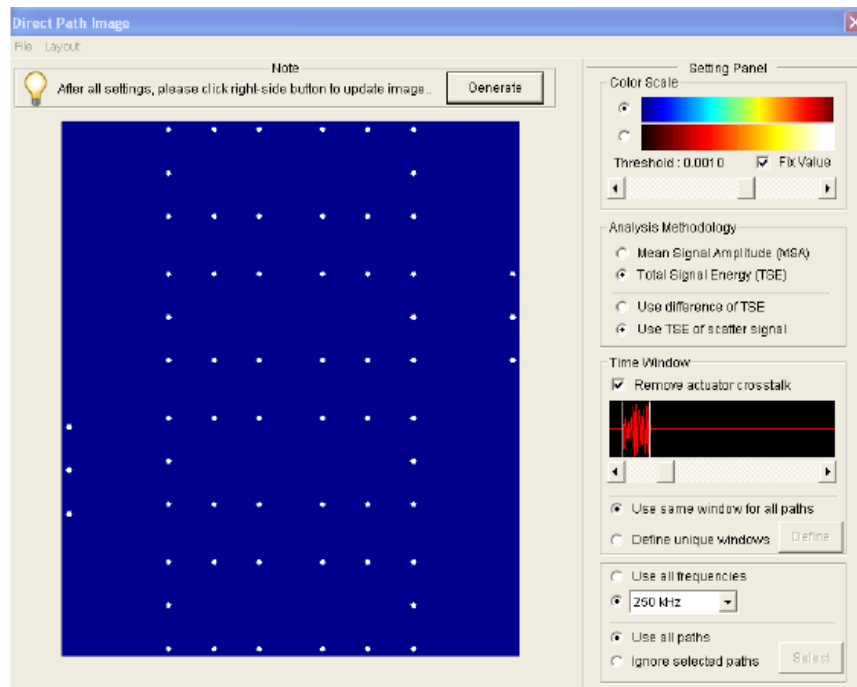 Direct Path Image
File Layout
Note
After all settings, please click right-side button to update image..
Generate
Setting Panel
Color Scale
Threshold : 0.0010
Fix Value
Analysis Methodology
Mean Signal Amplitude (MSA)
Total Signal Energy (TSE)
Use difference of TSE
Use TSE of scatter signal
Time Window
Remove actuator crosstalk
Use same window for all paths
Define unique windows
Define
Use all frequencies
250 kHz
Use all paths
Ignore selected paths
Select